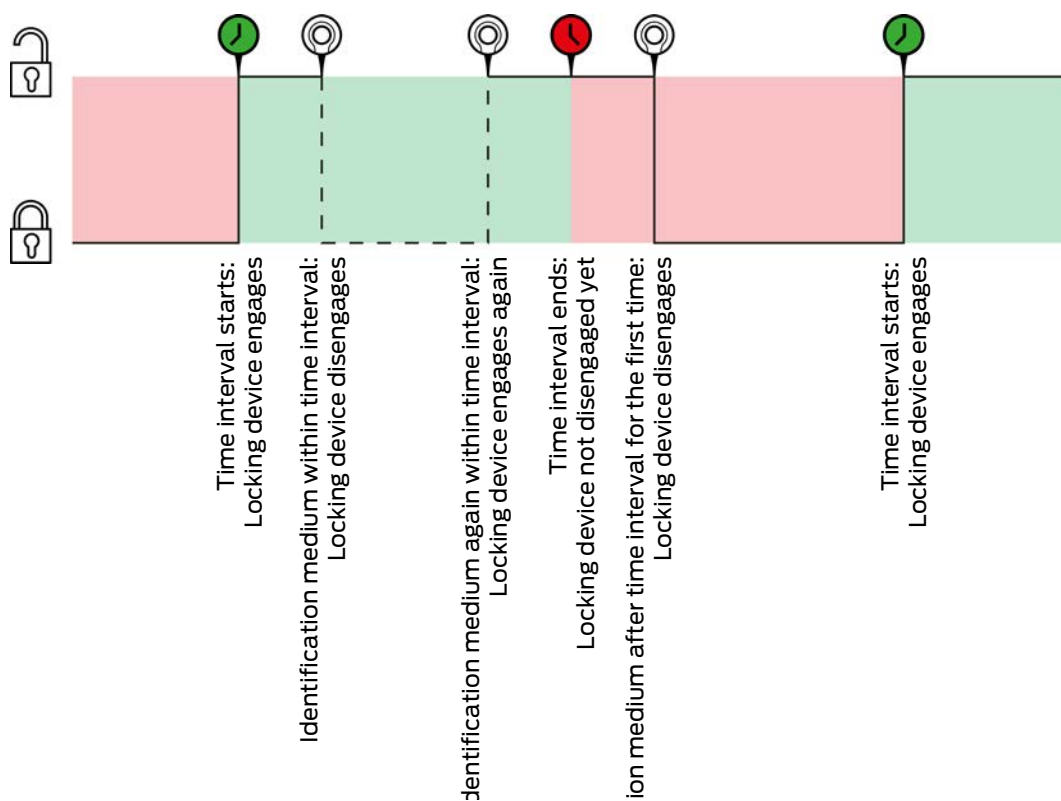 Time interval starts:
Locking device engages
Identification medium within time interval:
Locking device disengages
dentification medium again within time interval:
Locking device engages again
Time interval ends:
Locking device not disengaged yet
ion medium after time interval for the first time:
Locking device disengages
Time interval starts:
Locking device engages